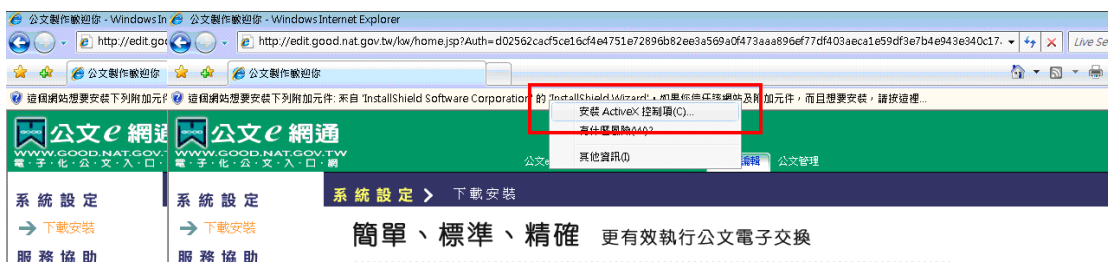 公文製作歡迎你 - Windows In
公文製作歡迎你 - Windows Internet Explorer
http://edit.goo
http://edit.good.nat.gov.tw/kw/home.jsp?Auth=d02562cacf5ce16cf4e4751e72896b82ee3a569a0f473aaa896ef77df403aeca1e59df3e7b4e943e340c17
Live Se
公文製作歡迎你
公文製作歡迎你
這個網站想要安裝下列附加元件
這個網站想要安裝下列附加元件: 來自 'InstallShield Software Corporation' 的 'InstallShield Wizard'。如果您信任該網站及附加元件，而且想要安裝，請按這裡...
安裝 ActiveX 控制項(C)...
有什麼風險(W)?
其他資訊(I)
公文e 網通
WWW.GOOD.NAT.GOV.
電‧子‧化‧公‧文‧入‧口‧
公文e 網通
WWW.GOOD.NAT.GOV.TW
電‧子‧化‧公‧文‧入‧口‧網
公文e
編輯
公文管理
系統設定
系統設定
系統設定 > 下載安裝
下載安裝
下載安裝
簡單、標準、精確 更有效執行公文電子交換
服務協助
服務協助